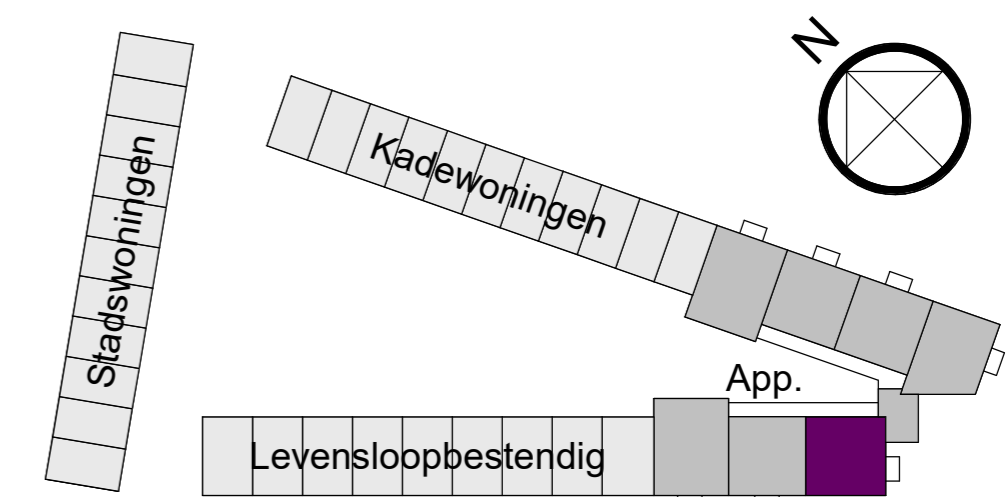 N
Kadewoningen
Stadswoningen
App.
Levensloopbestendig